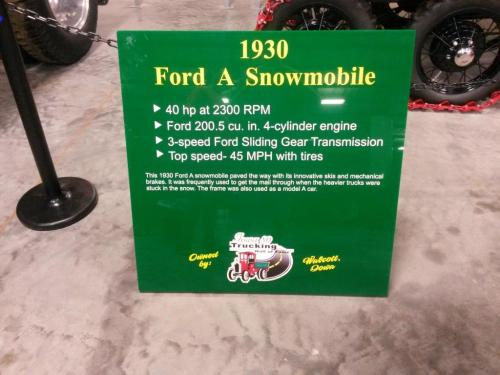 1930
Ford A Snowmobile
40 hp at 2300 RPM
Ford 200.5 cu. in. 4-cylinder engine
3-speed Ford Sliding Gear Transmission
Top speed- 45 MPH with tires
This 1930 Ford A snowmobile paved the way with its innovative skis and mechanical
brakes. It was frequently used to get the mail through when the heavier trucks were
stuck in the snow. The frame was also used as a model A car.
Owned
by:
Iowa 80
Trucking
Walcott,
Iowa